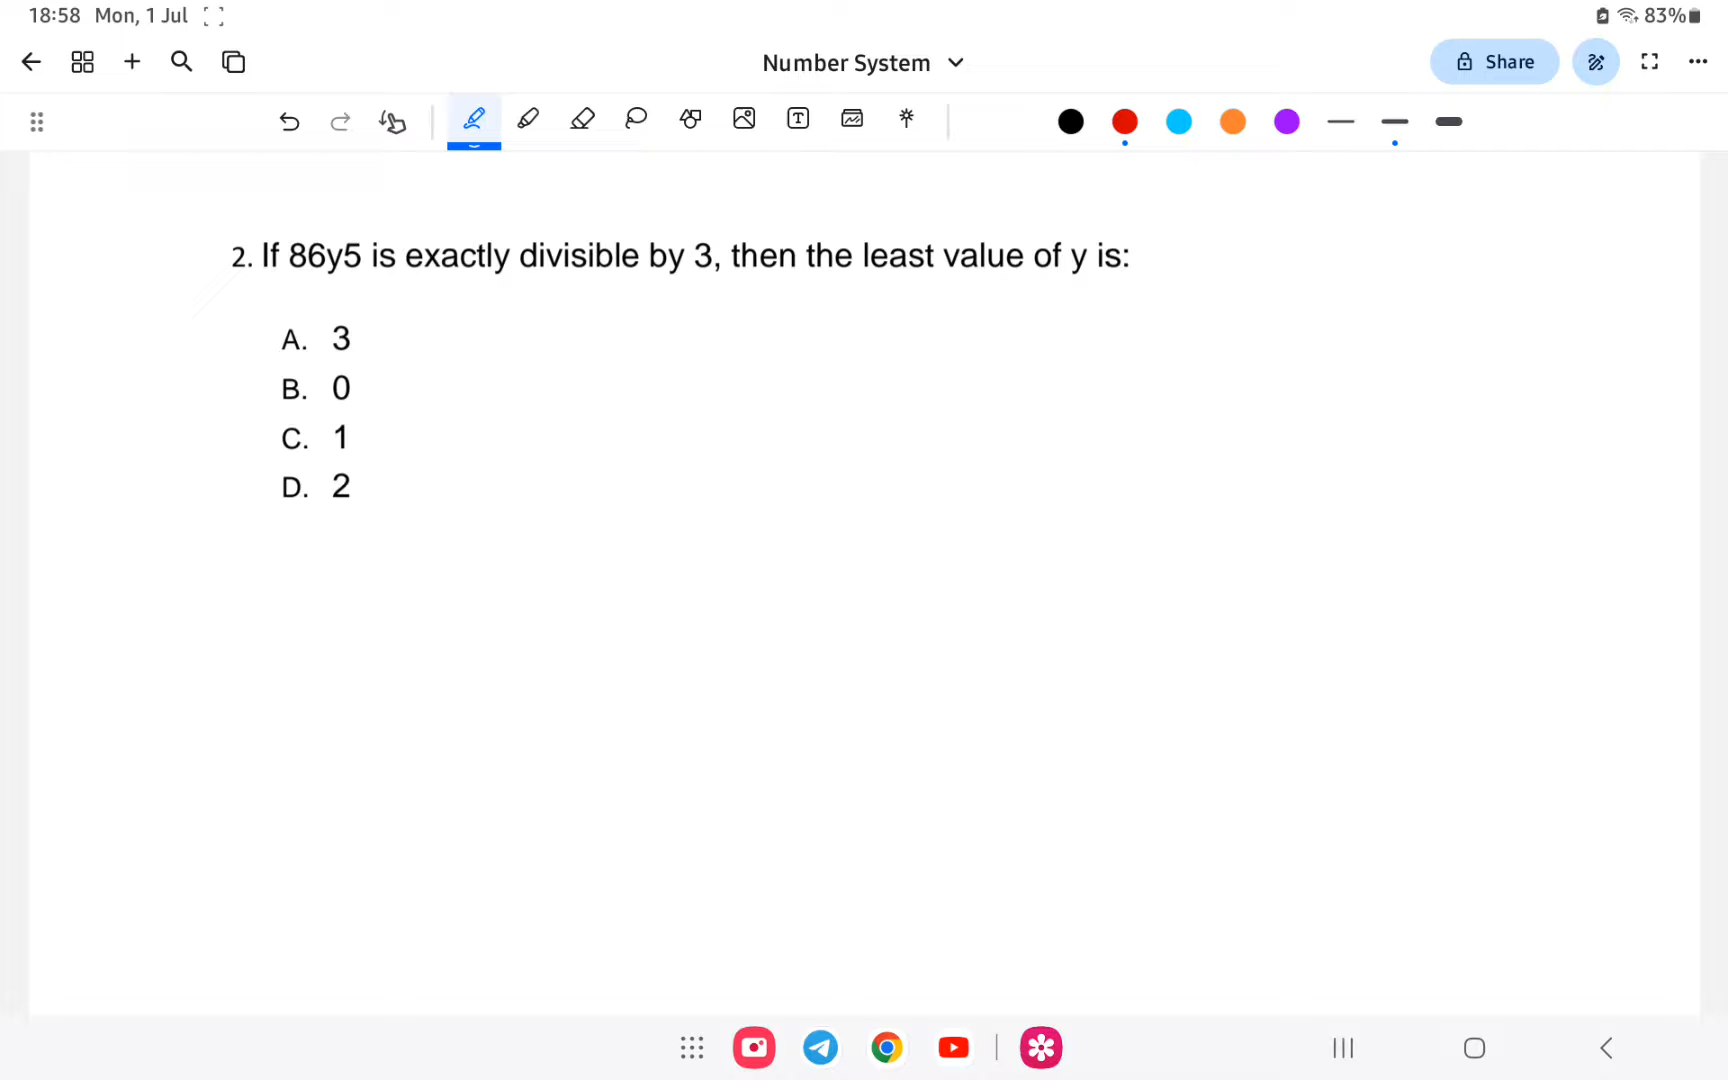 18:58 Mon, 1 Jul 83%
Number System
Share
2. If 86y5 is exactly divisible by 3, then the least value of y is:
A. 3
B. 0
C. 1
D. 2